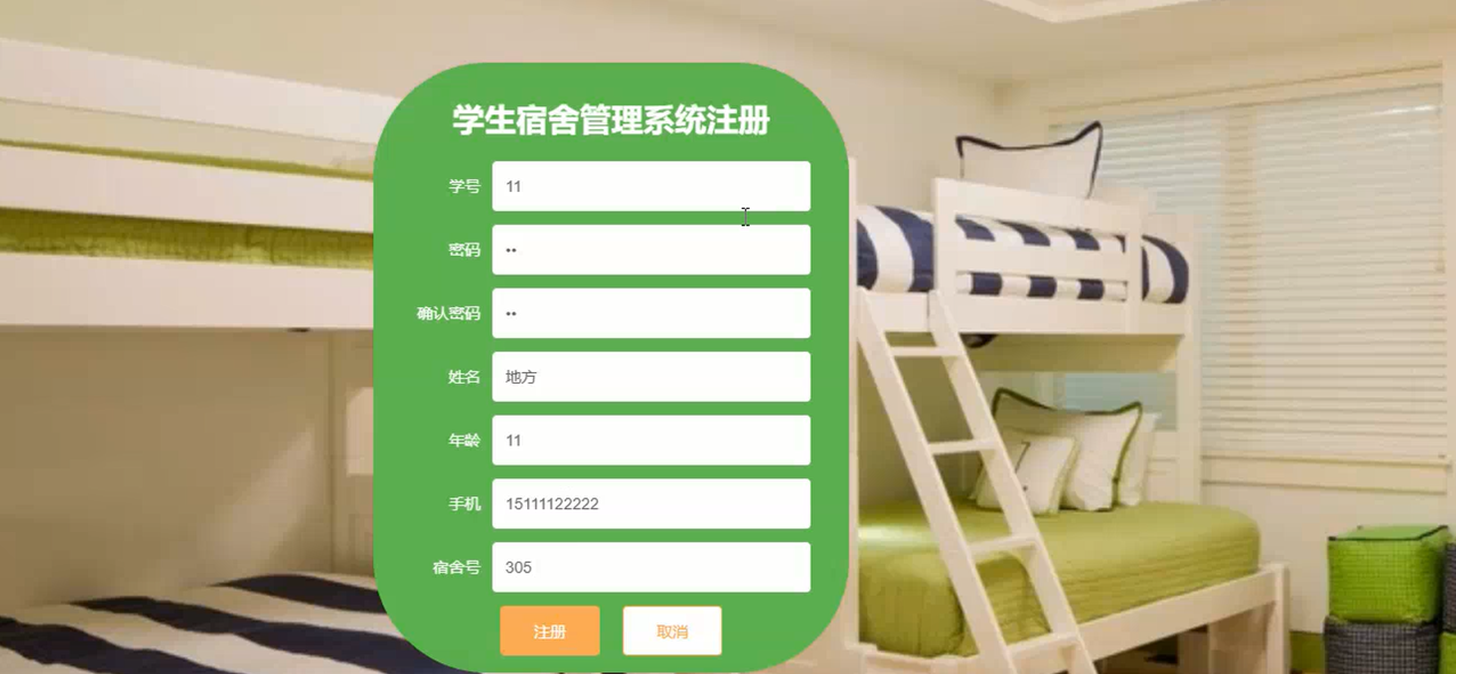 学生宿舍管理系统注册
学号 11
密码 ••
确认密码 ••
姓名 地方
年龄 11
手机 15111122222
宿舍号 305
注册 取消